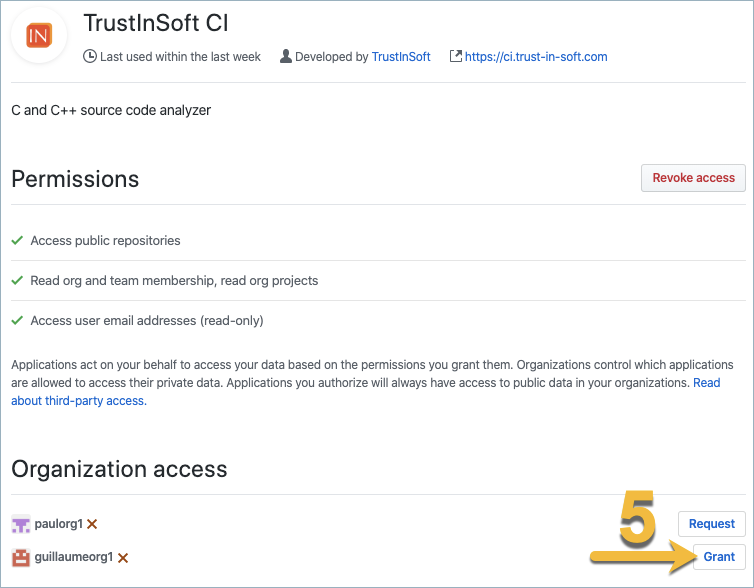 IN
TrustInSoft CI
Last used within the last week Developed by TrustInSoft https://ci.trust-in-soft.com
C and C++ source code analyzer
Permissions
Revoke access
Access public repositories
Read org and team membership, read org projects
Access user email addresses (read-only)
Applications act on your behalf to access your data based on the permissions you grant them. Organizations control which applications
are allowed to access their private data. Applications you authorize will always have access to public data in your organizations. Read
about third-party access.
Organization access
paulorg1
Request
5
guillaumeorg1
Grant